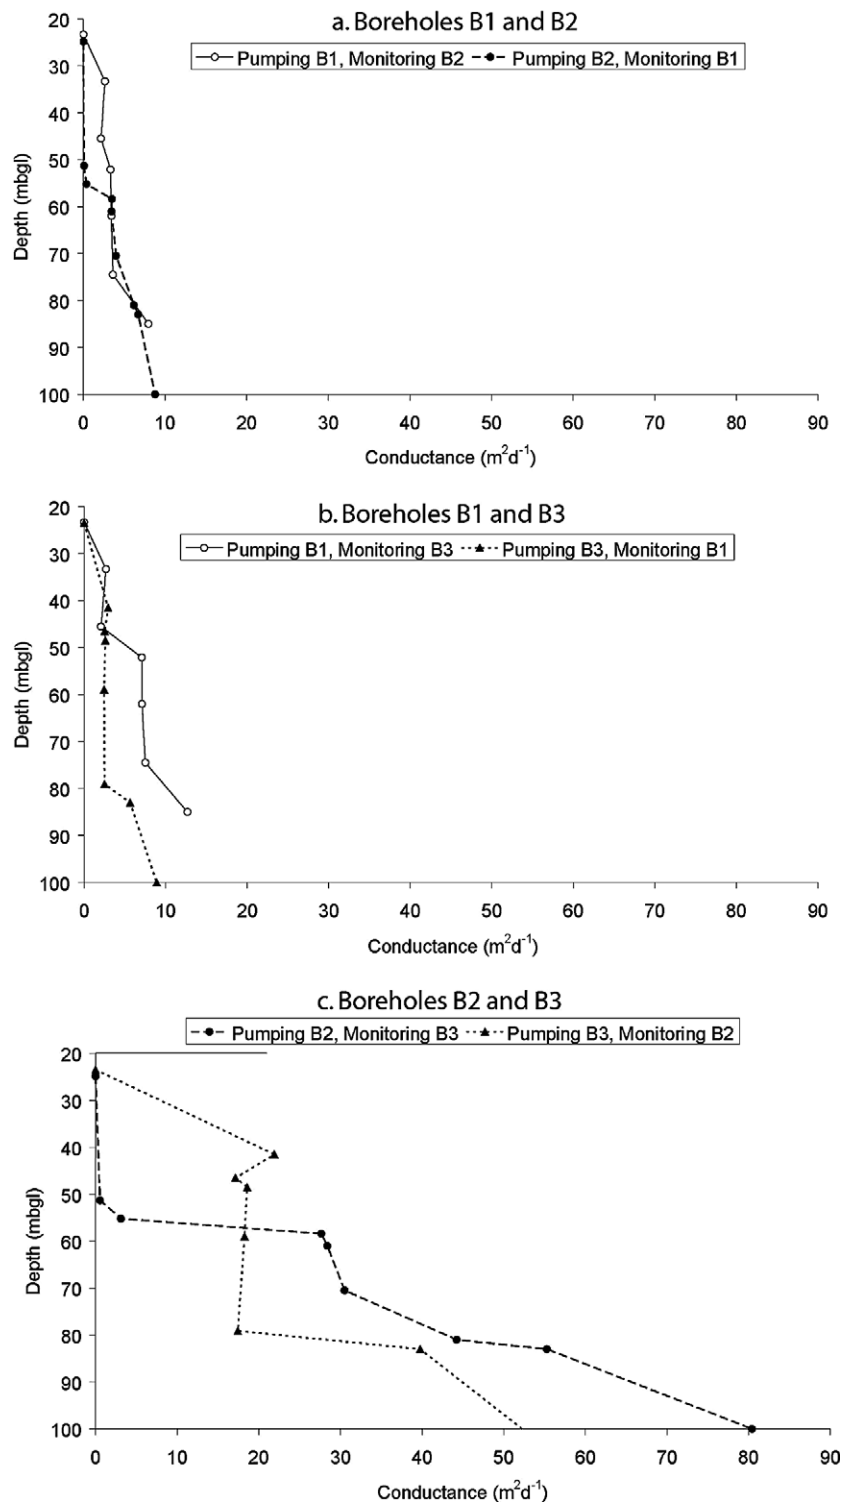 a. Boreholes B1 and B2
Pumping B1, Monitoring B2 Pumping B2, Monitoring B1
20
30
40
50
60
70
80
90
100
Depth (mbgl)
0 10 20 30 40 50 60 70 80 90
Conductance (m²d⁻¹)
b. Boreholes B1 and B3
Pumping B1, Monitoring B3 Pumping B3, Monitoring B1
20
30
40
50
60
70
80
90
100
Depth (mbgl)
0 10 20 30 40 50 60 70 80 90
Conductance (m²d⁻¹)
c. Boreholes B2 and B3
Pumping B2, Monitoring B3 Pumping B3, Monitoring B2
20
30
40
50
60
70
80
90
100
Depth (mbgl)
0 10 20 30 40 50 60 70 80 90
Conductance (m²d⁻¹)